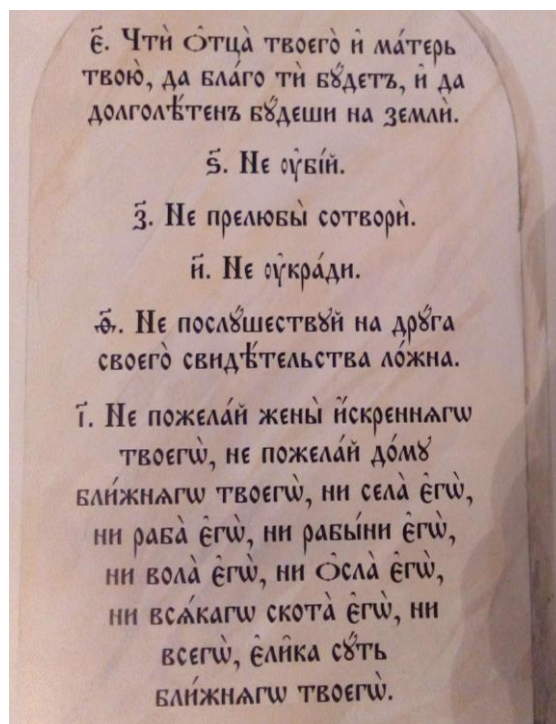 є҃. Чтѝ ѻ҆тца̀ твоего̀ и҆ ма́терь
твою̀, да бла́го тѝ бꙋ́детъ, и҆ да
долголѣ́тенъ бꙋ́деши на землѝ.
ѕ҃. Не ᲂу҆бі́й.
з҃. Не прелюбы̀ сотворѝ.
и҃. Не ᲂу҆кра́ди.
ѳ҃. Не послꙋ́шествꙋй на дрꙋ́га
своего̀ свидѣ́тельства ло́жна.
і҃. Не пожела́й жены̀ и҆́скреннѧгѡ
твоегѡ̀, не пожела́й до́мꙋ
бли́жнѧгѡ твоегѡ̀, ни села̀ є҆гѡ̀,
ни раба̀ є҆гѡ̀, ни рабы́ни є҆гѡ̀,
ни вола̀ є҆гѡ̀, ни ѻ҆сла̀ є҆гѡ̀,
ни всѧ́кагѡ скота̀ є҆гѡ̀, ни
всегѡ̀, є҆ли̑ка сꙋ́ть
бли́жнѧгѡ твоегѡ̀.